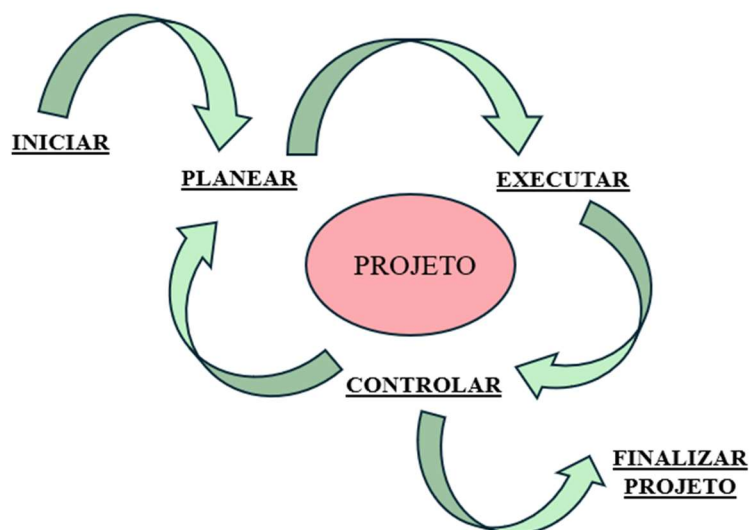 INICIAR
PLANEAR
EXECUTAR
PROJETO
CONTROLAR
FINALIZAR
PROJETO